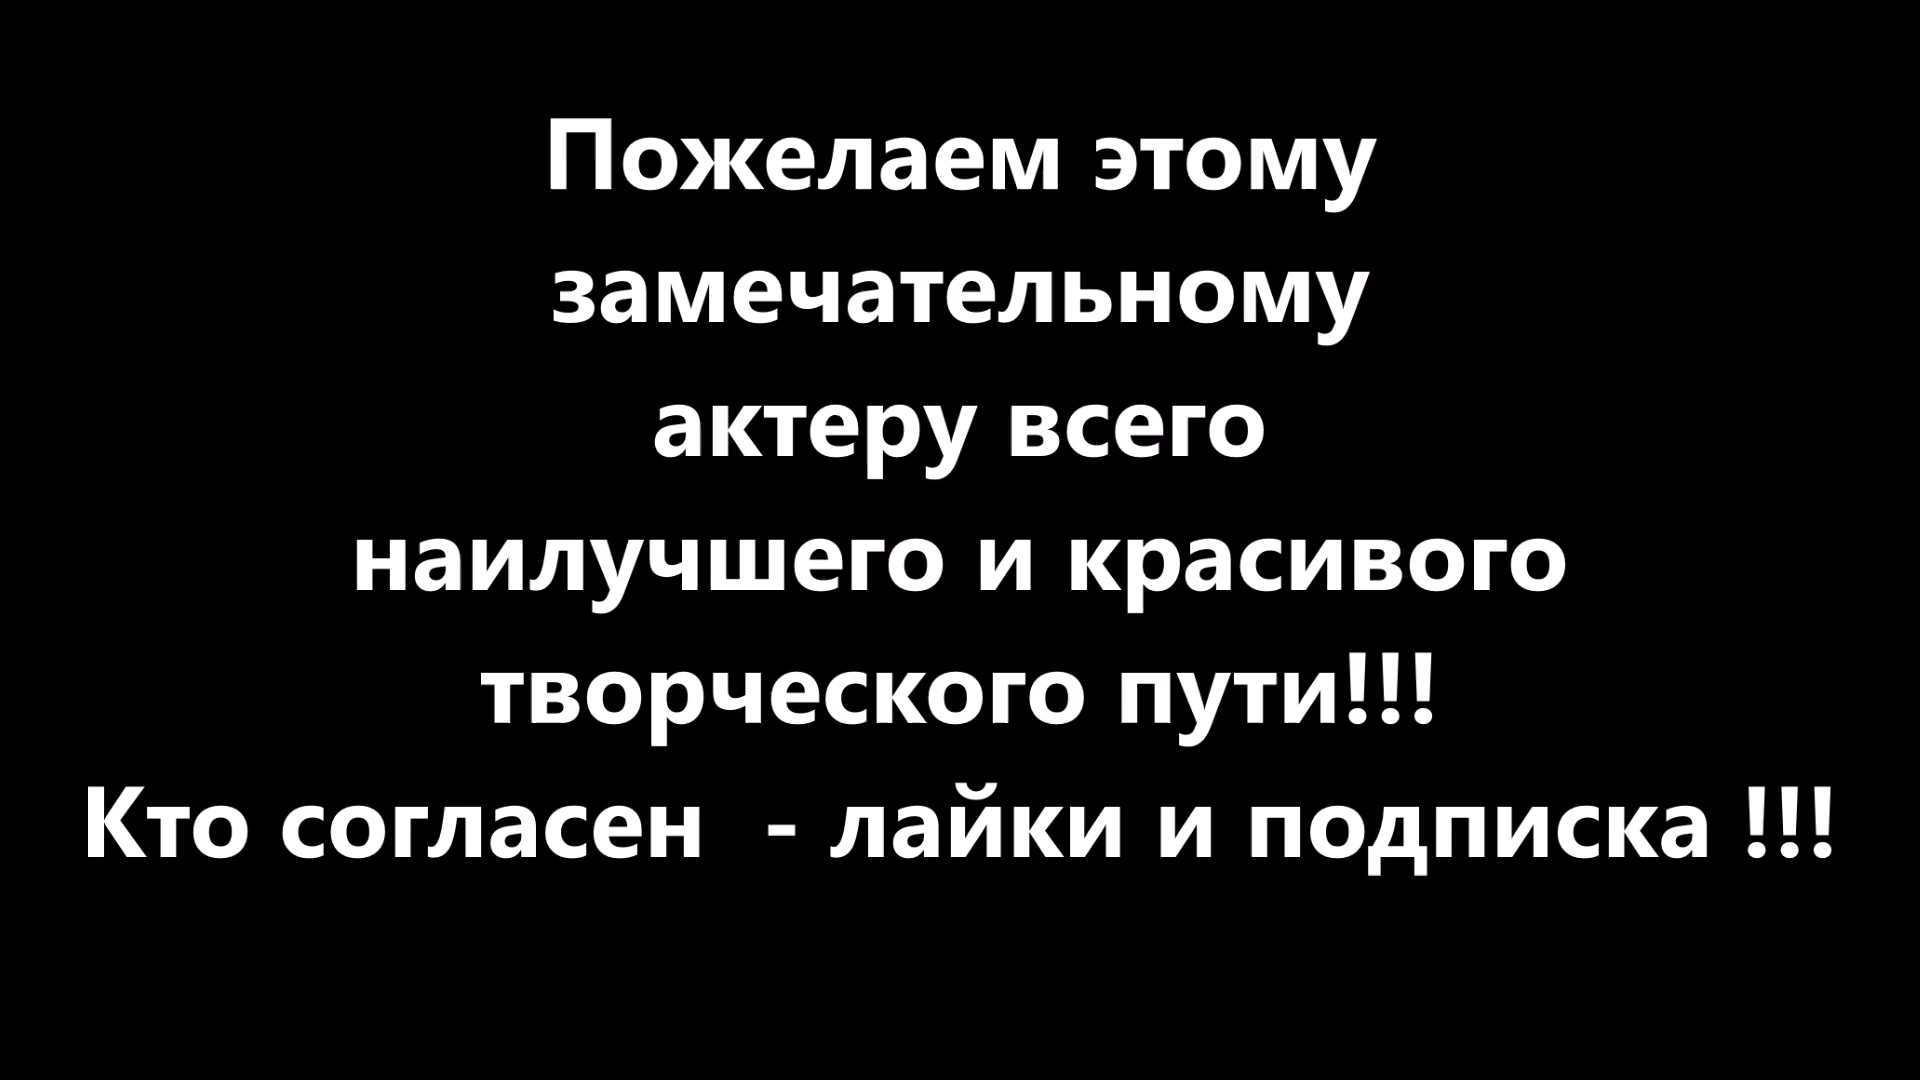 Пожелаем этому
замечательному
актеру всего
наилучшего и красивого
творческого пути!!!
Кто согласен  - лайки и подписка !!!